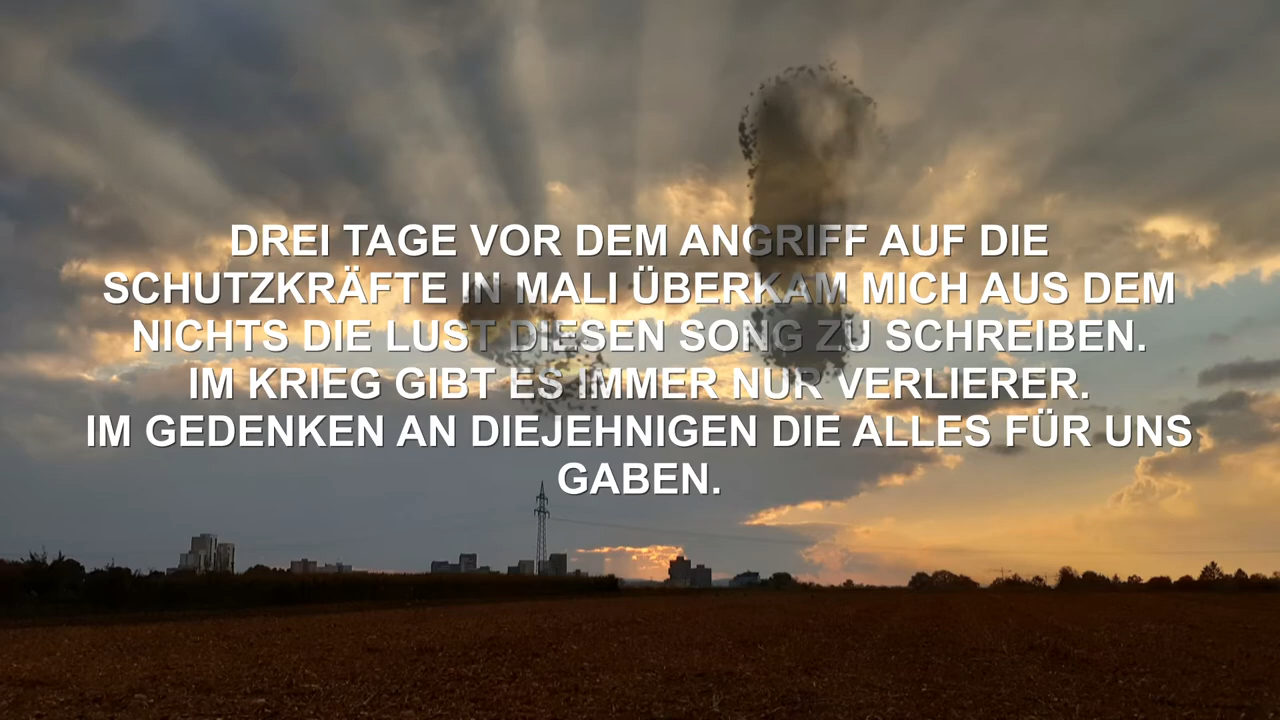 DREI TAGE VOR DEM ANGRIFF AUF DIE
SCHUTZKRÄFTE IN MALI ÜBERKAM MICH AUS DEM
NICHTS DIE LUST DIESEN SONG ZU SCHREIBEN.
IM KRIEG GIBT ES IMMER NUR VERLIERER.
IM GEDENKEN AN DIEJEHNIGEN DIE ALLES FÜR UNS
GABEN.